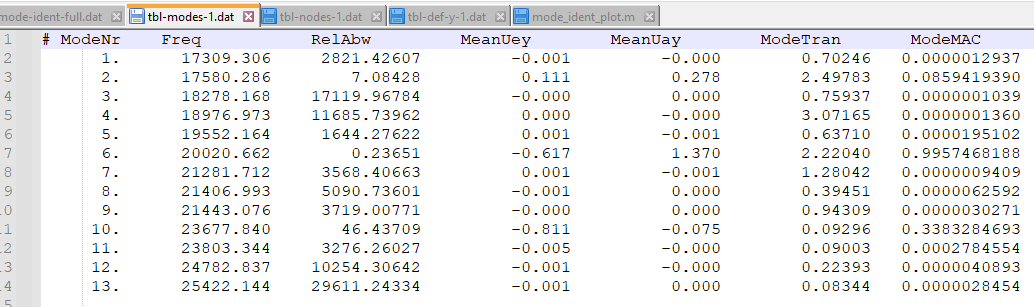 mode-ident-full.dat tbl-modes-1.dat tbl-nodes-1.dat tbl-def-y-1.dat mode_ident_plot.m
1 # ModeNr Freq RelAbw MeanUey MeanUay ModeTran ModeMAC
2 1. 17309.306 2821.42607 -0.001 -0.000 0.70246 0.0000012937
3 2. 17580.286 7.08428 0.111 0.278 2.49783 0.0859419390
4 3. 18278.168 17119.96784 -0.000 0.000 0.75937 0.0000001039
5 4. 18976.973 11685.73962 0.000 -0.000 3.07165 0.0000001360
6 5. 19552.164 1644.27622 0.001 -0.001 0.63710 0.0000195102
7 6. 20020.662 0.23651 -0.617 1.370 2.22040 0.9957468188
8 7. 21281.712 3568.40663 0.001 -0.001 1.28042 0.0000009409
9 8. 21406.993 5090.73601 -0.001 0.000 0.39451 0.0000062592
0 9. 21443.076 3719.00771 -0.000 0.000 0.94309 0.0000030271
1 10. 23677.840 46.43709 -0.811 -0.075 0.09296 0.3383284693
2 11. 23803.344 3276.26027 -0.005 -0.000 0.09003 0.0002784554
3 12. 24782.837 10254.30642 -0.001 -0.000 0.22393 0.0000040893
4 13. 25422.144 29611.24334 -0.001 0.000 0.08344 0.0000028454
5